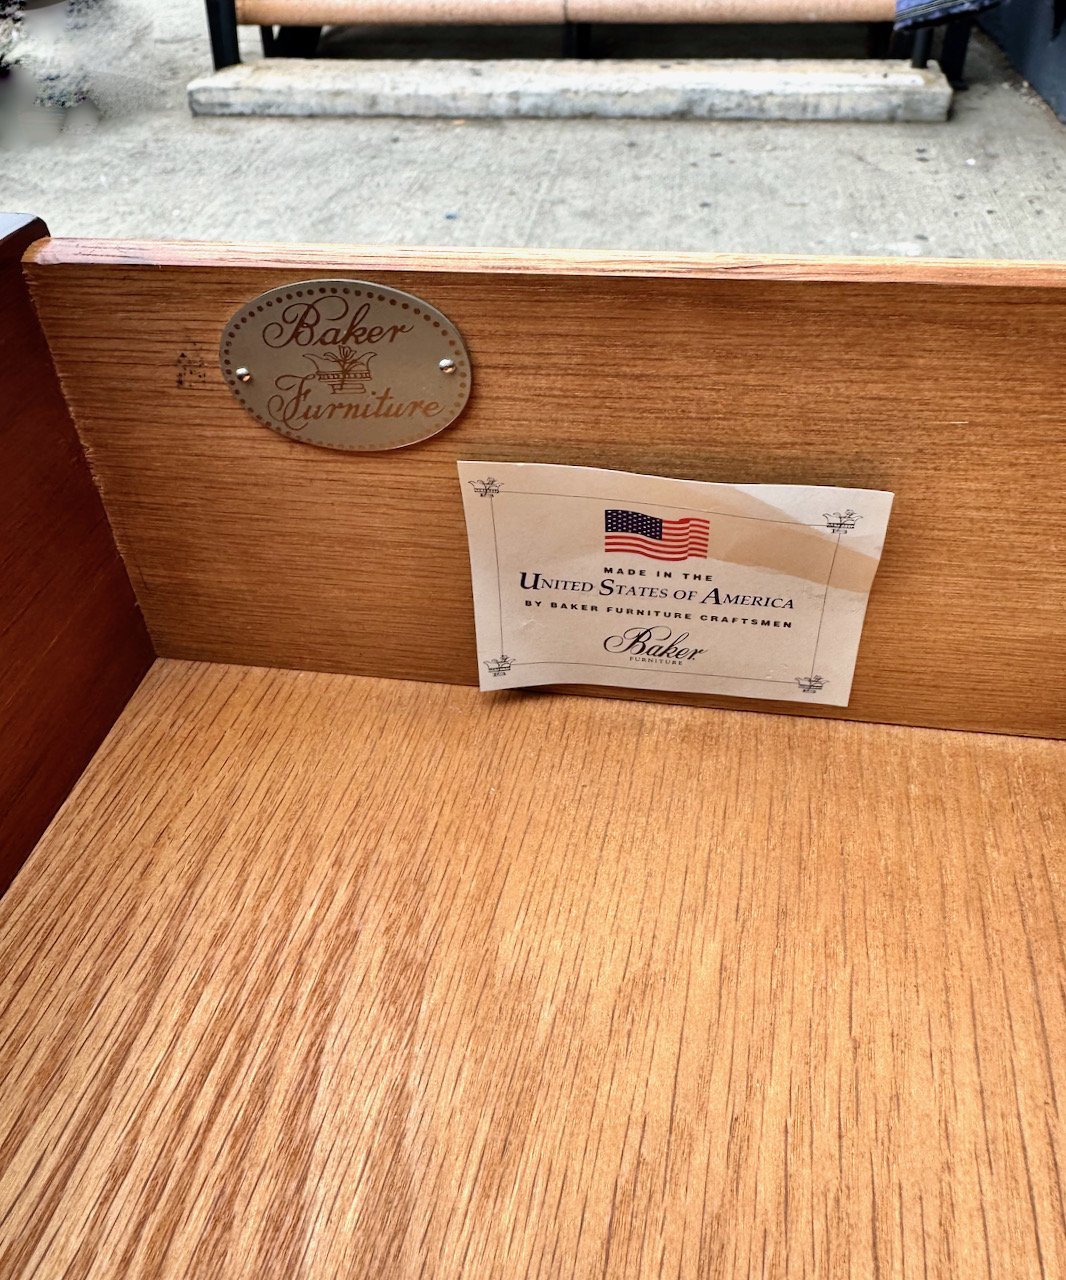 Baker
Furniture
MADE IN THE
UNITED STATES OF AMERICA
BY BAKER FURNITURE CRAFTSMEN
Baker
FURNITURE